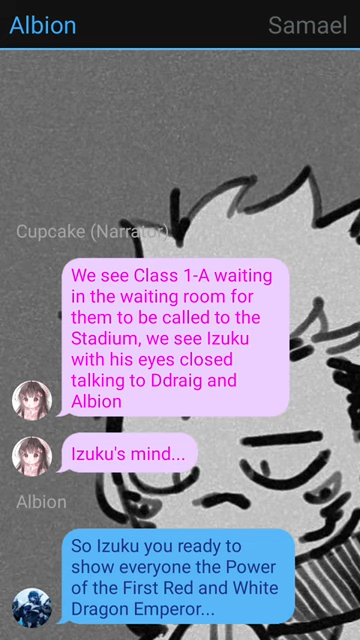 Albion Samael
Cupcake (Narrator)
We see Class 1-A waiting
in the waiting room for
them to be called to the
Stadium, we see Izuku
with his eyes closed
talking to Ddraig and
Albion
Izuku's mind...
Albion
So Izuku you ready to
show everyone the Power
of the First Red and White
Dragon Emperor...